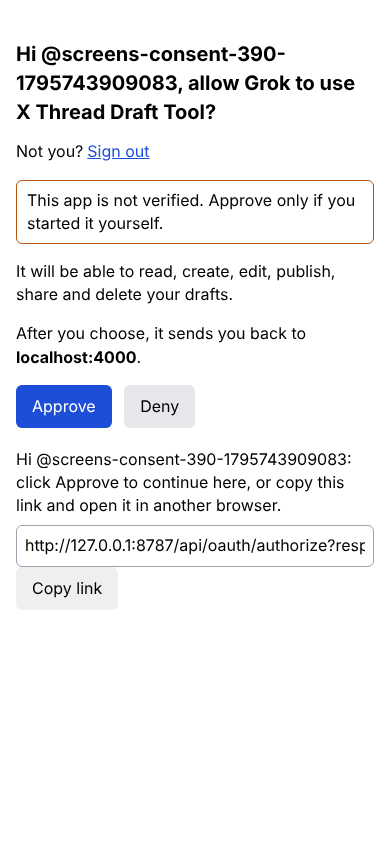 Hi @screens-consent-390-
1795743909083, allow Grok to use
X Thread Draft Tool?
Not you? Sign out
This app is not verified. Approve only if you
started it yourself.
It will be able to read, create, edit, publish,
share and delete your drafts.
After you choose, it sends you back to
localhost:4000.
Approve Deny
Hi @screens-consent-390-1795743909083:
click Approve to continue here, or copy this
link and open it in another browser.
http://127.0.0.1:8787/api/oauth/authorize?resp
Copy link